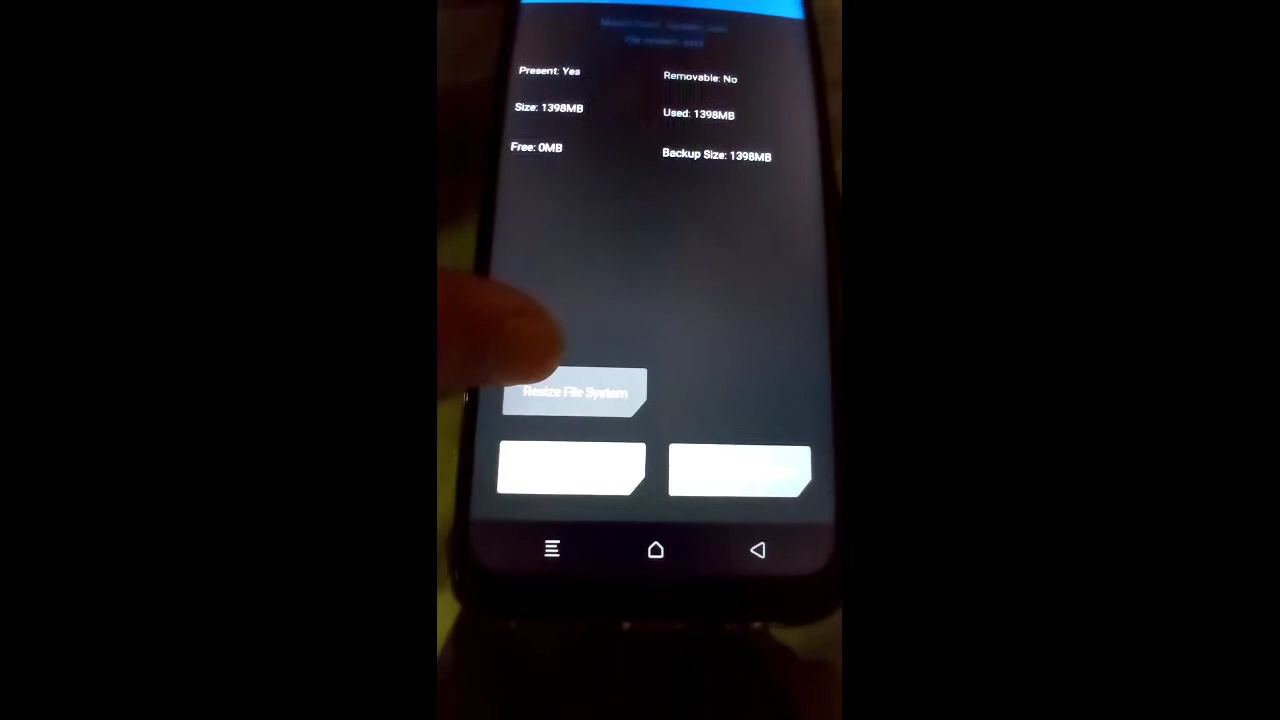 Present: Yes
Removable: No
Size: 1398MB
Used: 1398MB
Free: 0MB
Backup Size: 1398MB
Resize File System